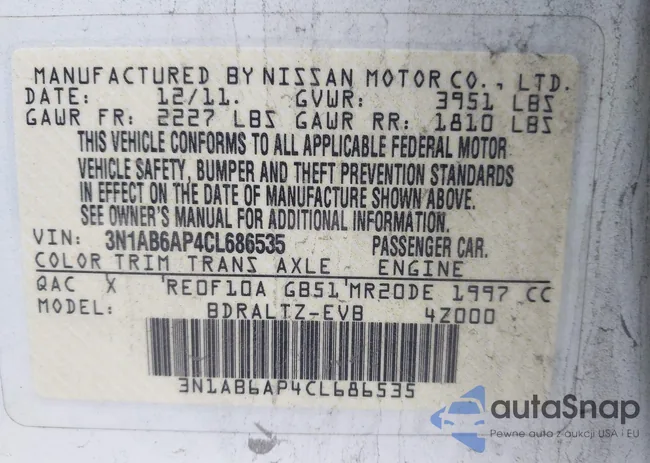 MANUFACTURED BY NISSAN MOTOR CO., LTD.
DATE: 12/11. GVWR: 3951 LBS
GAWR FR: 2227 LBS GAWR RR: 1810 LBS
THIS VEHICLE CONFORMS TO ALL APPLICABLE FEDERAL MOTOR
VEHICLE SAFETY, BUMPER AND THEFT PREVENTION STANDARDS
IN EFFECT ON THE DATE OF MANUFACTURE SHOWN ABOVE.
SEE OWNER'S MANUAL FOR ADDITIONAL INFORMATION.
VIN: 3N1AB6AP4CL686535 PASSENGER CAR.
COLOR TRIM TRANS AXLE ENGINE
QAC X RE0F10A GB51 MR20DE 1997 CC
MODEL: BDRALTZ-EVB 4Z000
3N1AB6AP4CL686535
autaSnap
Pewne auto z aukcji USA i EU